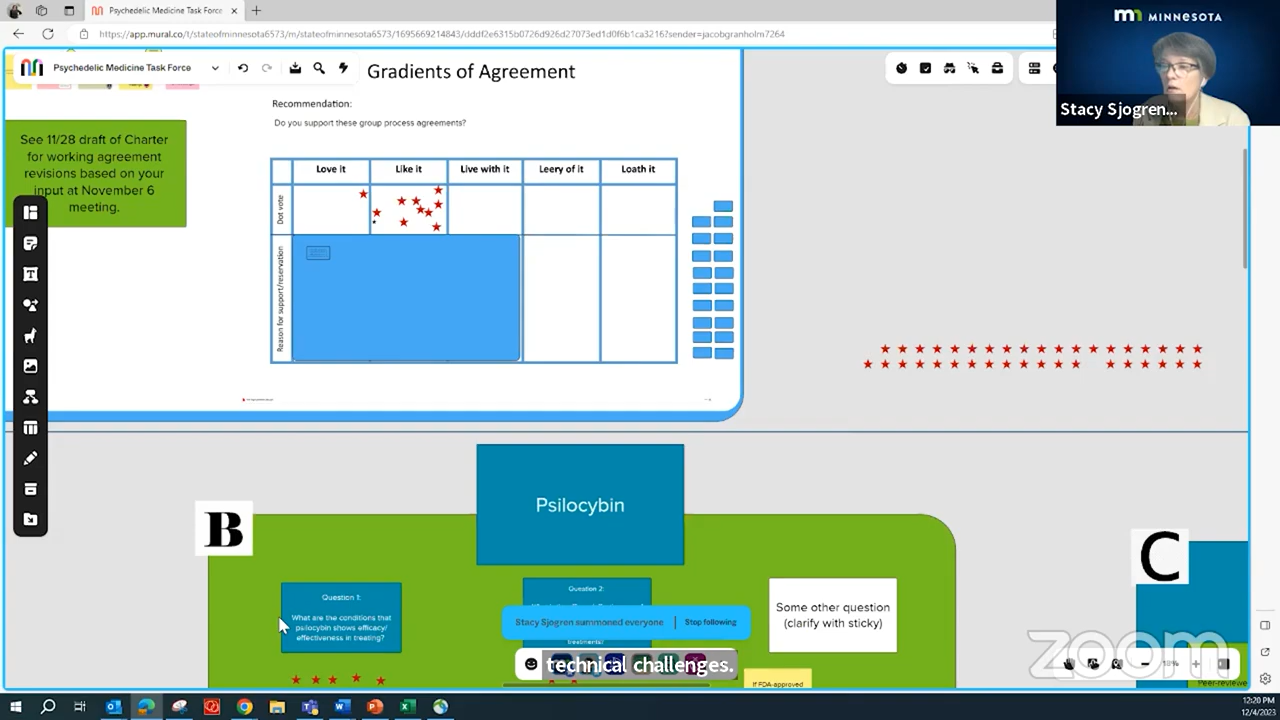 Psychedelic Medicine Task Force
https://app.mural.co/t/stateofminnesota6573/m/stateofminnesota6573/1695669214843/dddf2e6315b0726d926d27073ed1d0f6b1ca3216?sender=jacobgranholm7264
MINNESOTA
Stacy Sjogren...
Psychedelic Medicine Task Force
Gradients of Agreement
Recommendation:
Do you support these group process agreements?
See 11/28 draft of Charter
for working agreement
revisions based on your
input at November 6
meeting.
Love it
Like it
Live with it
Leery of it
Loath it
Dot vote
Reason for support/reservation
Psilocybin
B
C
Question 1:
What are the conditions that
psilocybin shows efficacy/
effectiveness in treating?
Question 2:
treatments?
Some other question
(clarify with sticky)
Stacy Sjogren summoned everyone
Stop following
technical challenges.
If FDA-approved
zoom
18%
Peer-reviewe
12:20 PM
12/4/2023